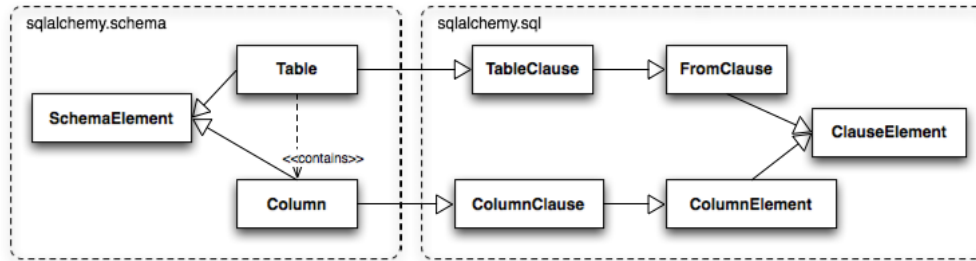 sqlalchemy.schema
sqlalchemy.sql
Table
TableClause
FromClause
SchemaElement
ClauseElement
<<contains>>
Column
ColumnClause
ColumnElement